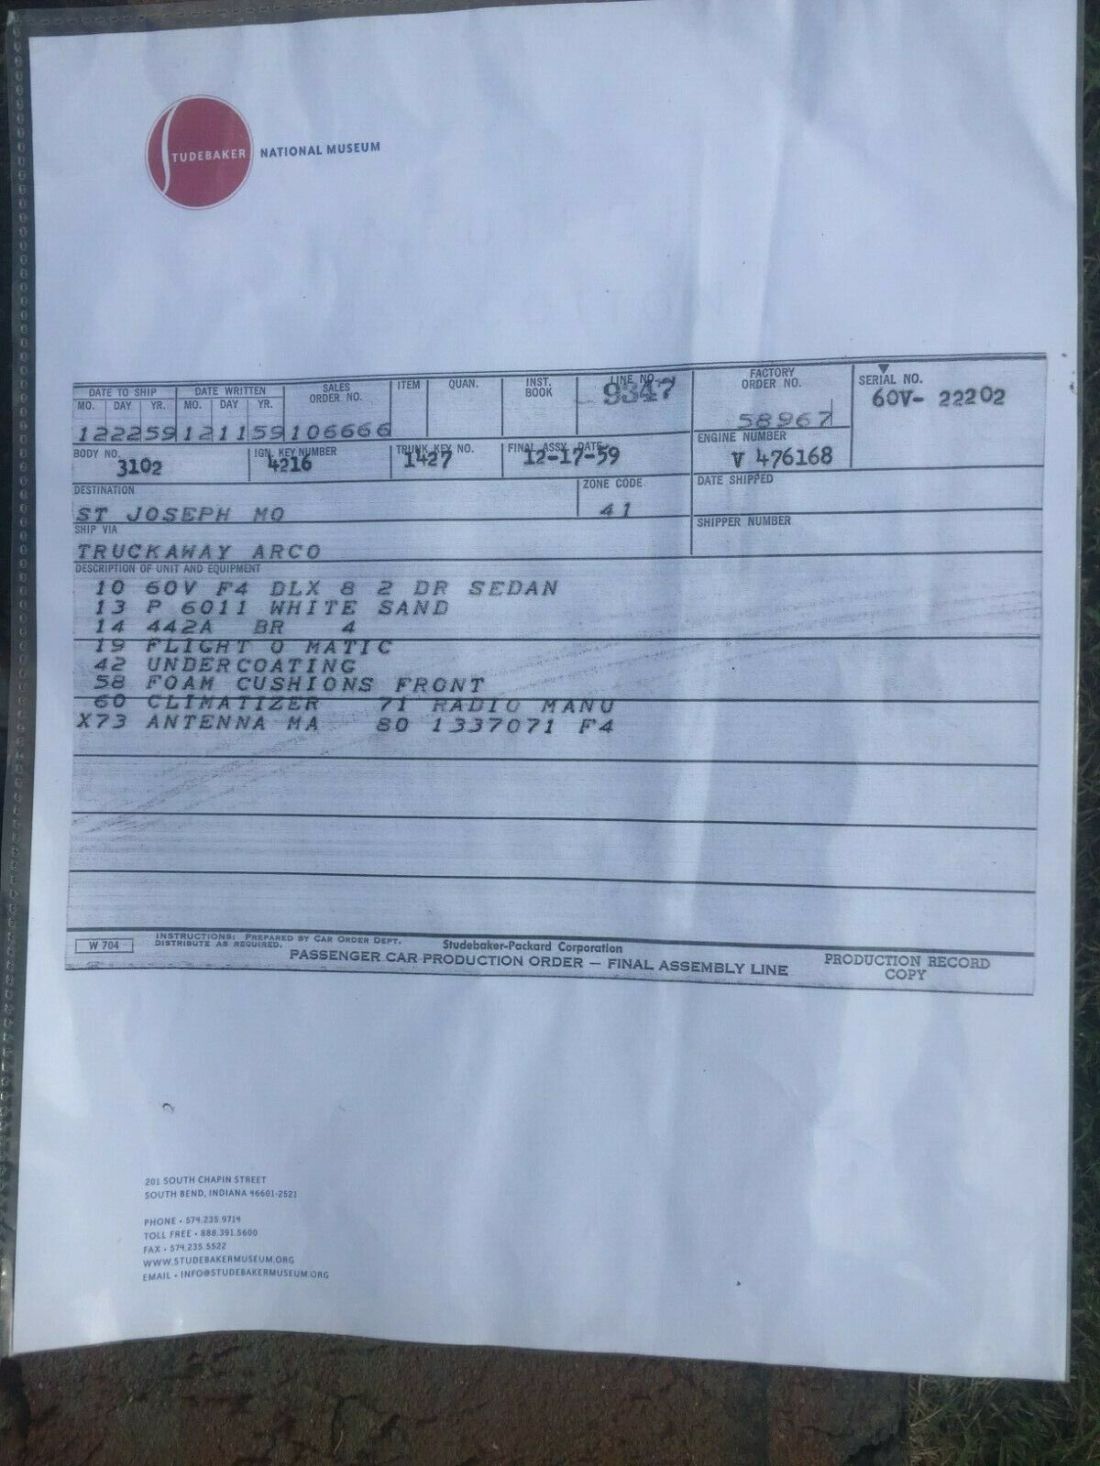 STUDEBAKER NATIONAL MUSEUM
DATE TO SHIP DATE WRITTEN SALES ORDER NO. ITEM QUAN. INST. BOOK LINE NO. FACTORY ORDER NO. SERIAL NO.
MO. DAY YR. MO. DAY YR. 9347 60V- 22202
122259 121159 106666 58967
BODY NO. IGN. KEY NUMBER TRUNK KEY NO. FINAL ASSY. DATE ENGINE NUMBER
3102 4216 1427 12-17-59 V 476168
DESTINATION ZONE CODE DATE SHIPPED
ST JOSEPH MO 41
SHIP VIA SHIPPER NUMBER
TRUCKAWAY ARCO
DESCRIPTION OF UNIT AND EQUIPMENT
10 60V F4 DLX 8 2 DR SEDAN
13 P 6011 WHITE SAND
14 442A BR 4
19 FLIGHT O MATIC
42 UNDERCOATING
58 FOAM CUSHIONS FRONT
60 CLIMATIZER 71 RADIO MANU
X73 ANTENNA MA 80 1337071 F4
W 704 INSTRUCTIONS: PREPARED BY CAR ORDER DEPT.
DISTRIBUTE AS REQUIRED. Studebaker-Packard Corporation
PASSENGER CAR PRODUCTION ORDER — FINAL ASSEMBLY LINE PRODUCTION RECORD
COPY
201 SOUTH CHAPIN STREET
SOUTH BEND, INDIANA 46601-2521
PHONE • 574.235.9714
TOLL FREE • 888.391.5600
FAX • 574.235.5522
WWW.STUDEBAKERMUSEUM.ORG
EMAIL • INFO@STUDEBAKERMUSEUM.ORG